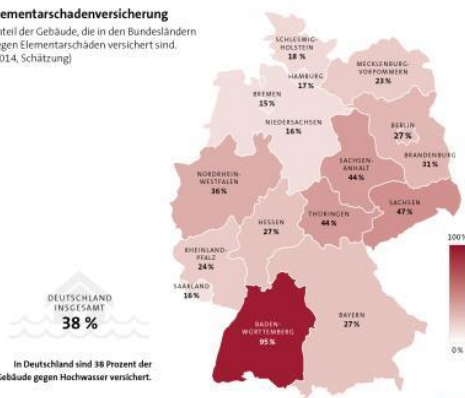 lementarschadenversicherung
nteil der Gebäude, die in den Bundesländern
egen Elementarschäden versichert sind.
014, Schätzung)
SCHLESWIG-
HOLSTEIN
18 %
MECKLENBURG-
VORPOMMERN
23 %
HAMBURG
17 %
BREMEN
15 %
NIEDERSACHSEN
16 %
BERLIN
27 %
BRANDENBURG
31 %
SACHSEN-
ANHALT
44 %
NORDRHEIN-
WESTFALEN
36 %
SACHSEN
47 %
THÜRINGEN
44 %
HESSEN
27 %
RHEINLAND-
PFALZ
24 %
SAARLAND
16 %
100%
0%
DEUTSCHLAND
INSGESAMT
38 %
BADEN-
WÜRTTEMBERG
95 %
BAYERN
27 %
In Deutschland sind 38 Prozent der
Gebäude gegen Hochwasser versichert.